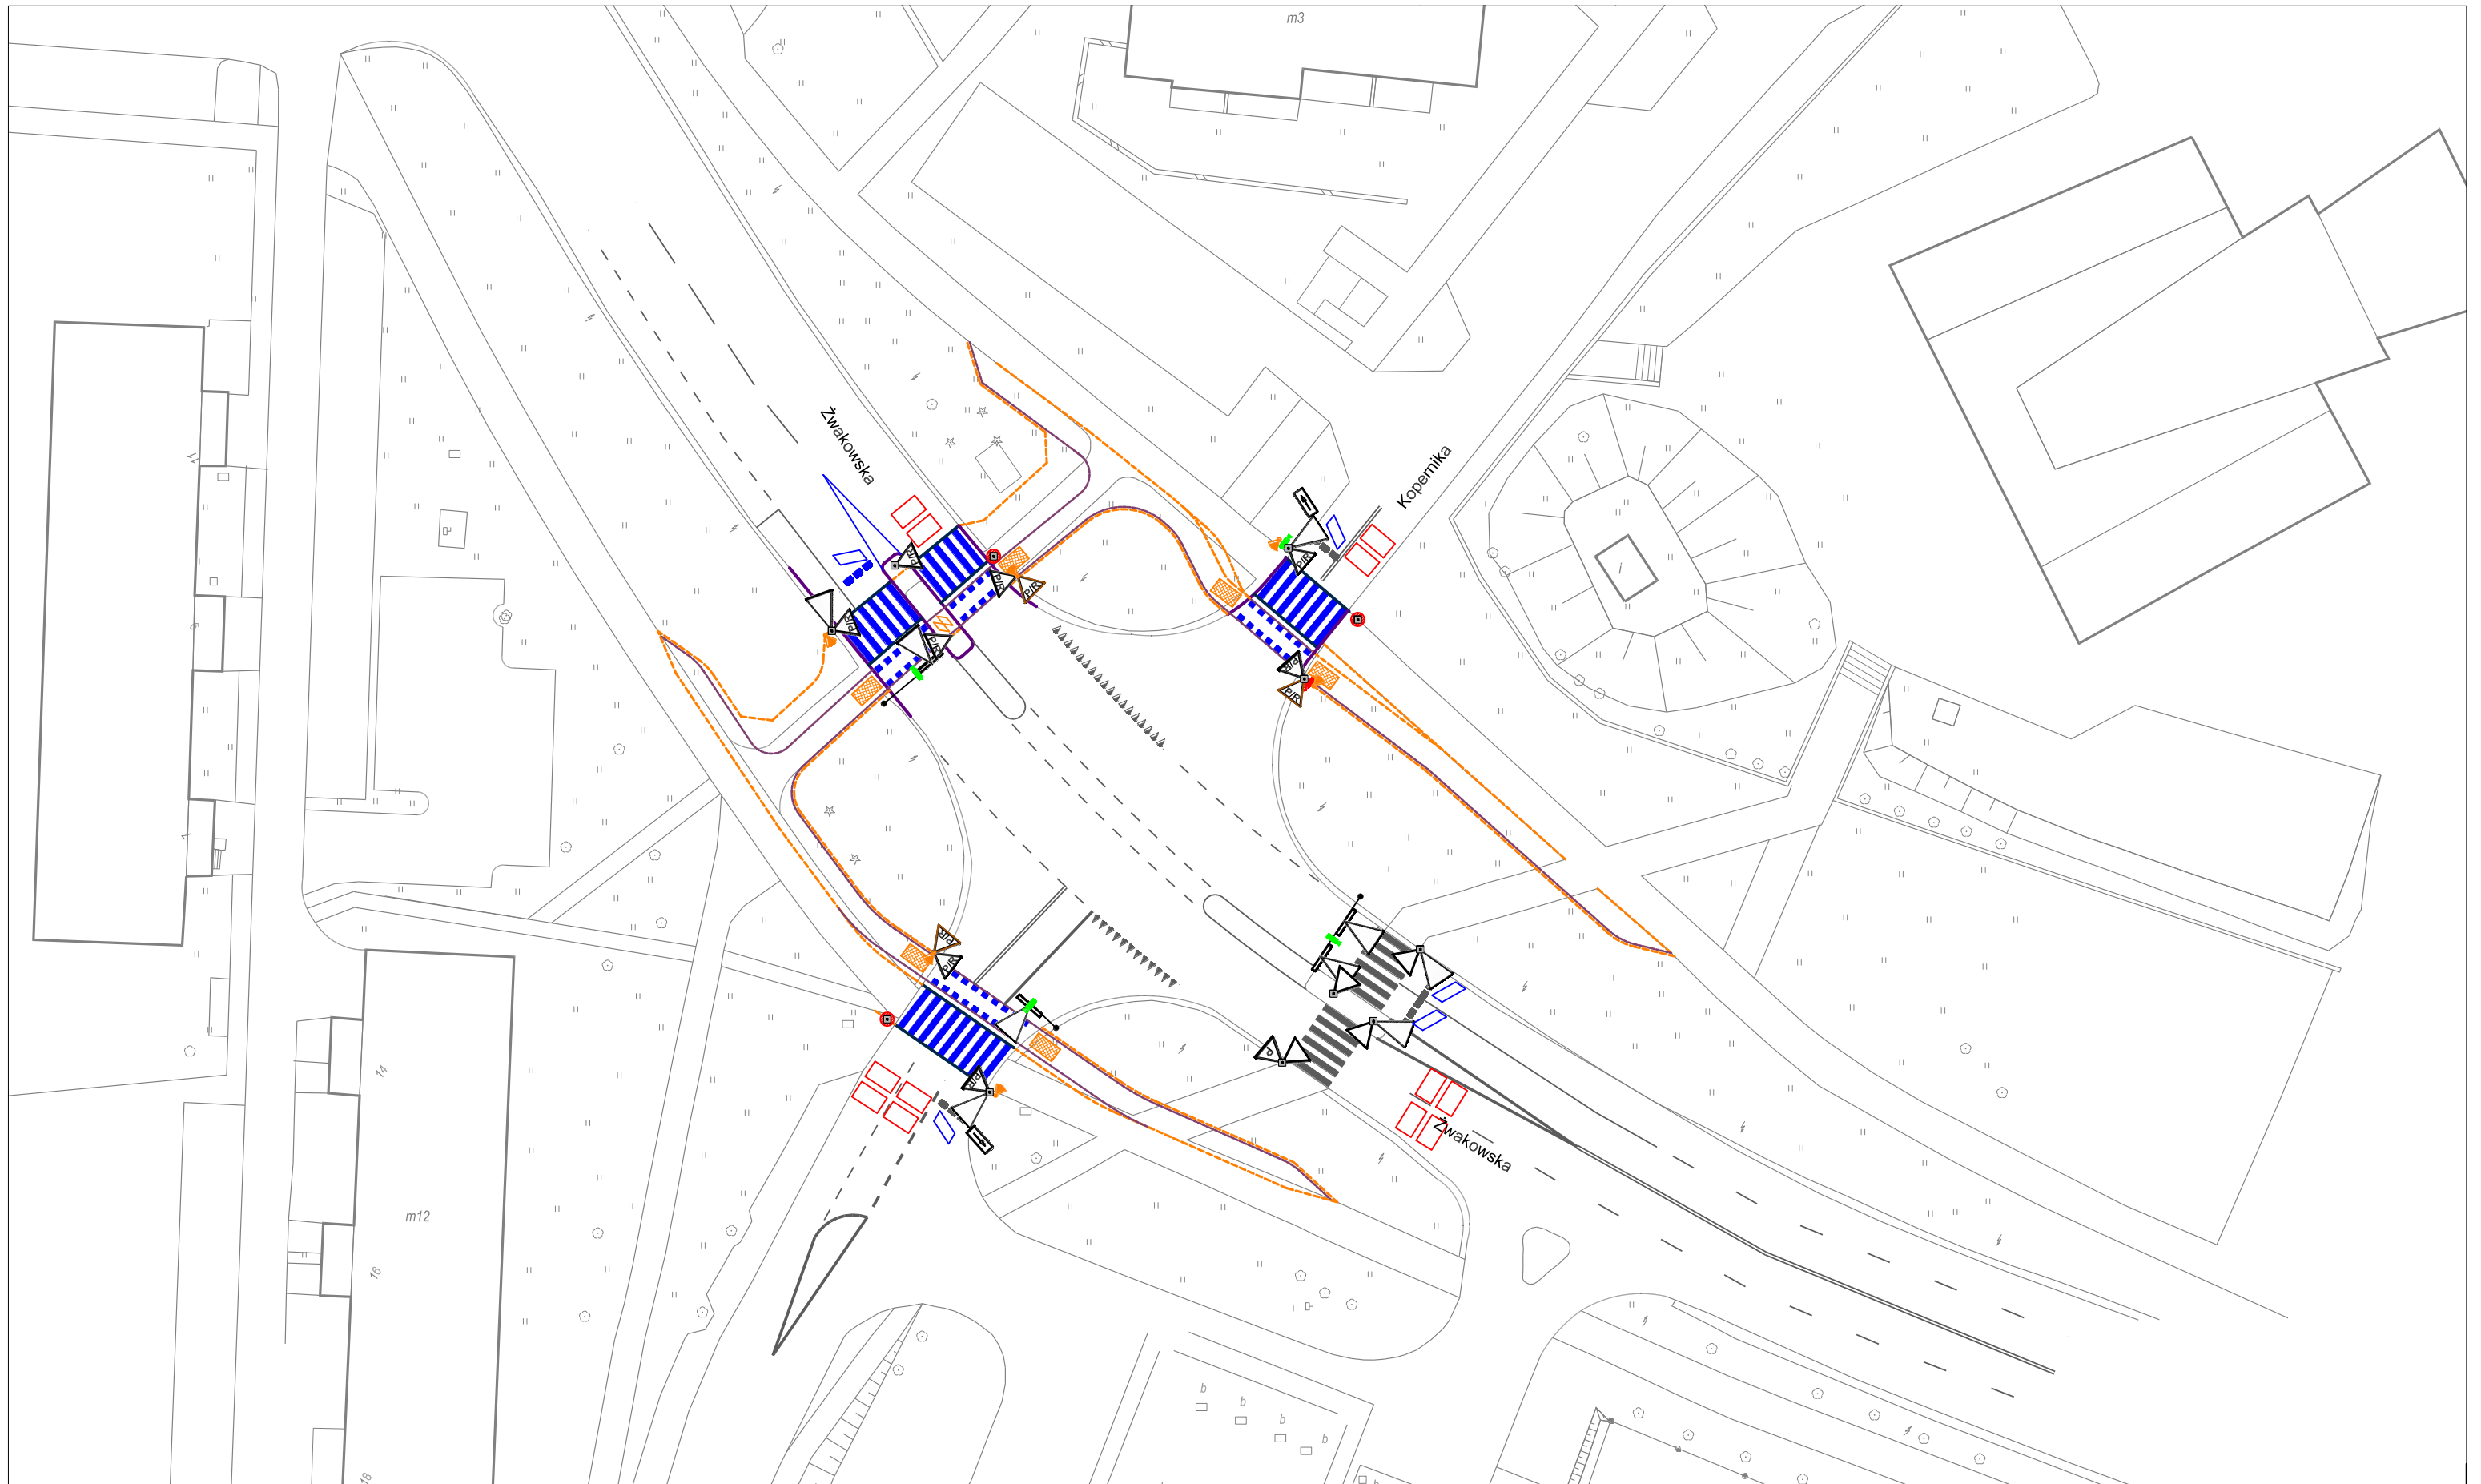 m3
Żwakowska
Kopernika
P/R
P/R
P/R
P/R
P/R
P/R
i
P/R
P/R
P/R
P/R
P/R
P
Żwakowska
14
m12
16
b
b
b
b
18